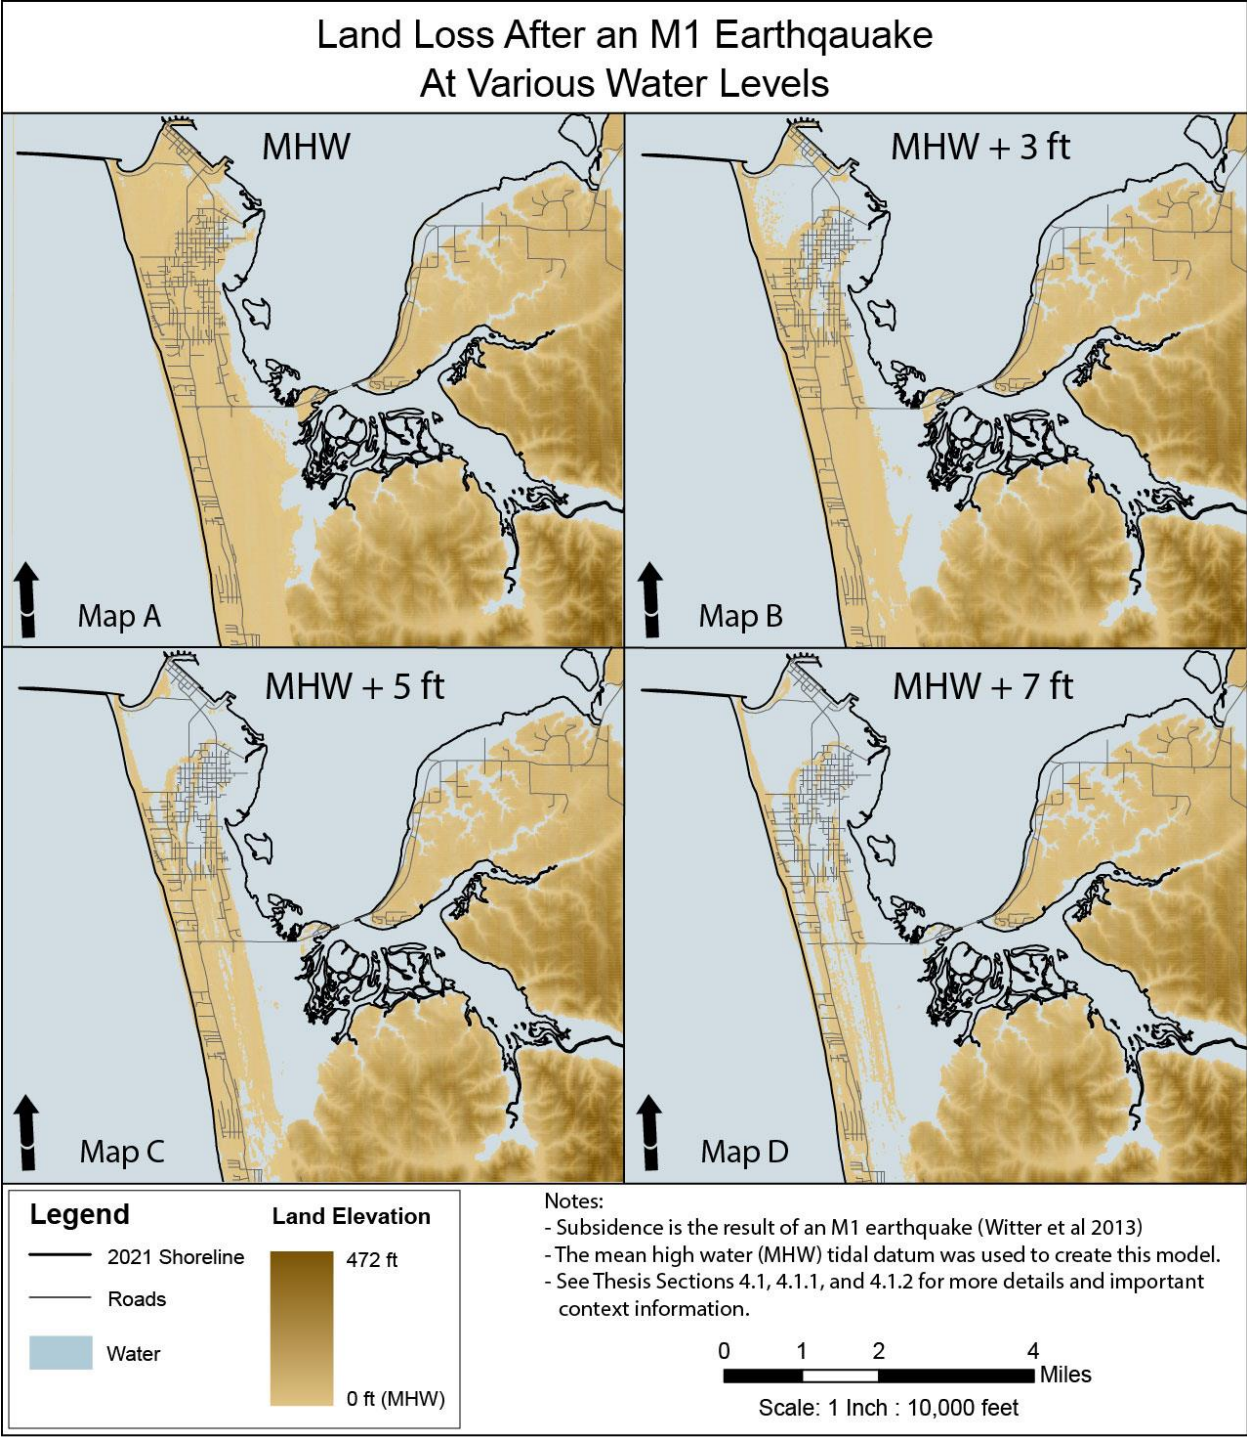 Land Loss After an M1 Earthqauake
At Various Water Levels
MHW
MHW + 3 ft
Map A
Map B
MHW + 5 ft
MHW + 7 ft
Map C
Map D
Legend
2021 Shoreline
Roads
Water
Land Elevation
472 ft
0 ft (MHW)
Notes:
- Subsidence is the result of an M1 earthquake (Witter et al 2013)
- The mean high water (MHW) tidal datum was used to create this model.
- See Thesis Sections 4.1, 4.1.1, and 4.1.2 for more details and important
context information.
0 1 2 4
Miles
Scale: 1 Inch : 10,000 feet